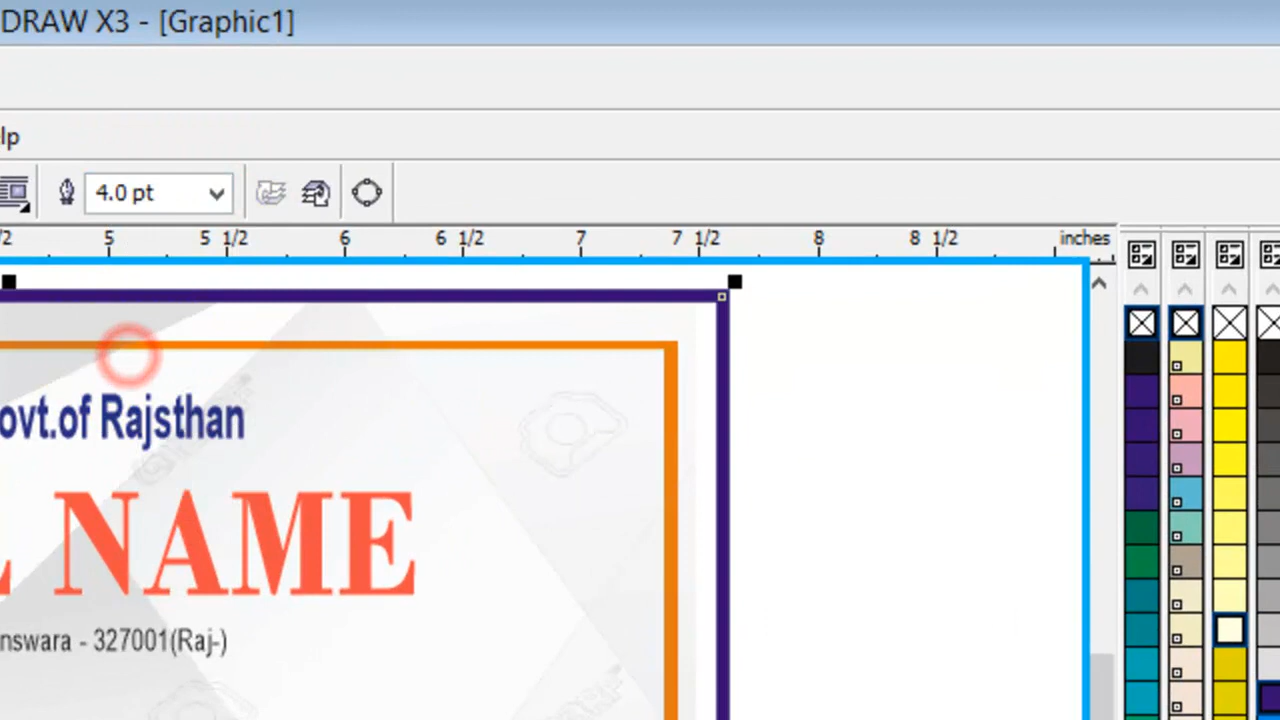 DRAW X3 - [Graphic1]
elp
4.0 pt
/2 5 5 1/2 6 6 1/2 7 7 1/2 8 8 1/2 inches
ovt.of Rajsthan
NAME
nswara - 327001(Raj-)